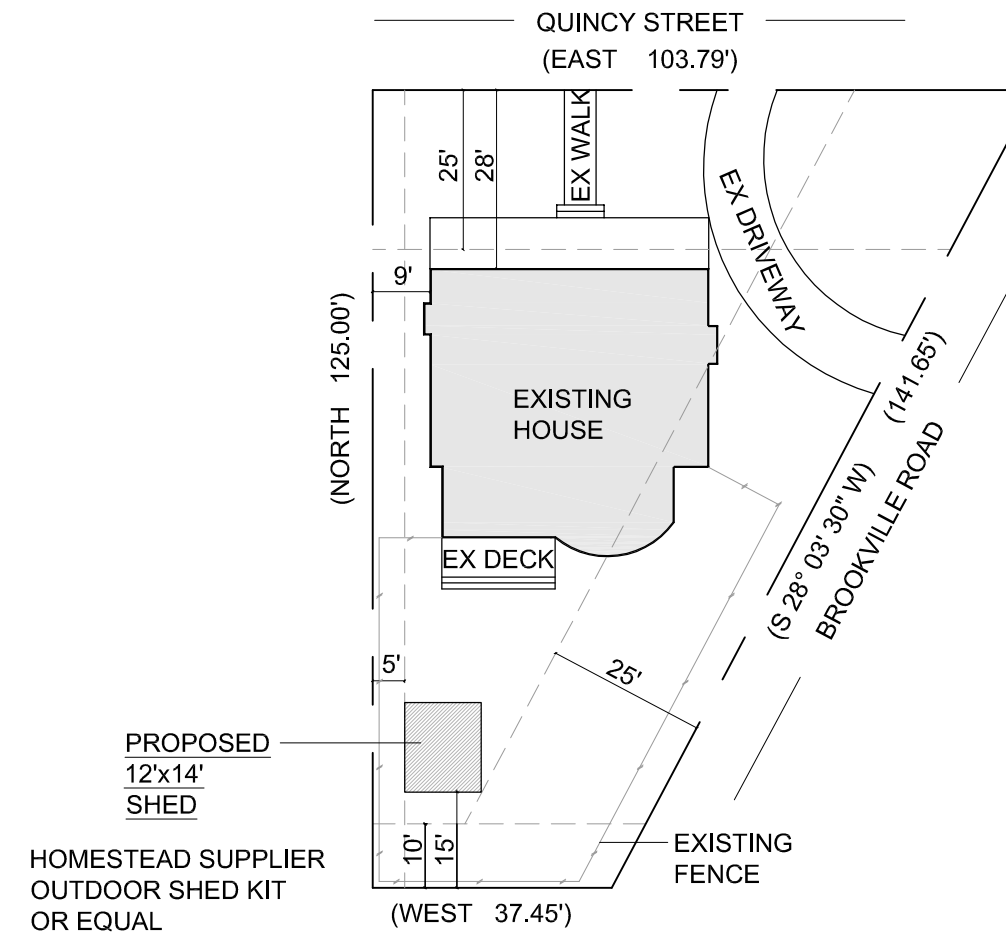 QUINCY STREET
(EAST 103.79')
EX WALK
25'
28'
EX DRIVEWAY
9'
(NORTH 125.00')
(141.65')
EXISTING
HOUSE
(S 28° 03' 30" W)
BROOKVILLE ROAD
EX DECK
5'
25'
PROPOSED
12'x14'
SHED
10'
15'
EXISTING
FENCE
HOMESTEAD SUPPLIER
OUTDOOR SHED KIT
OR EQUAL
(WEST 37.45')